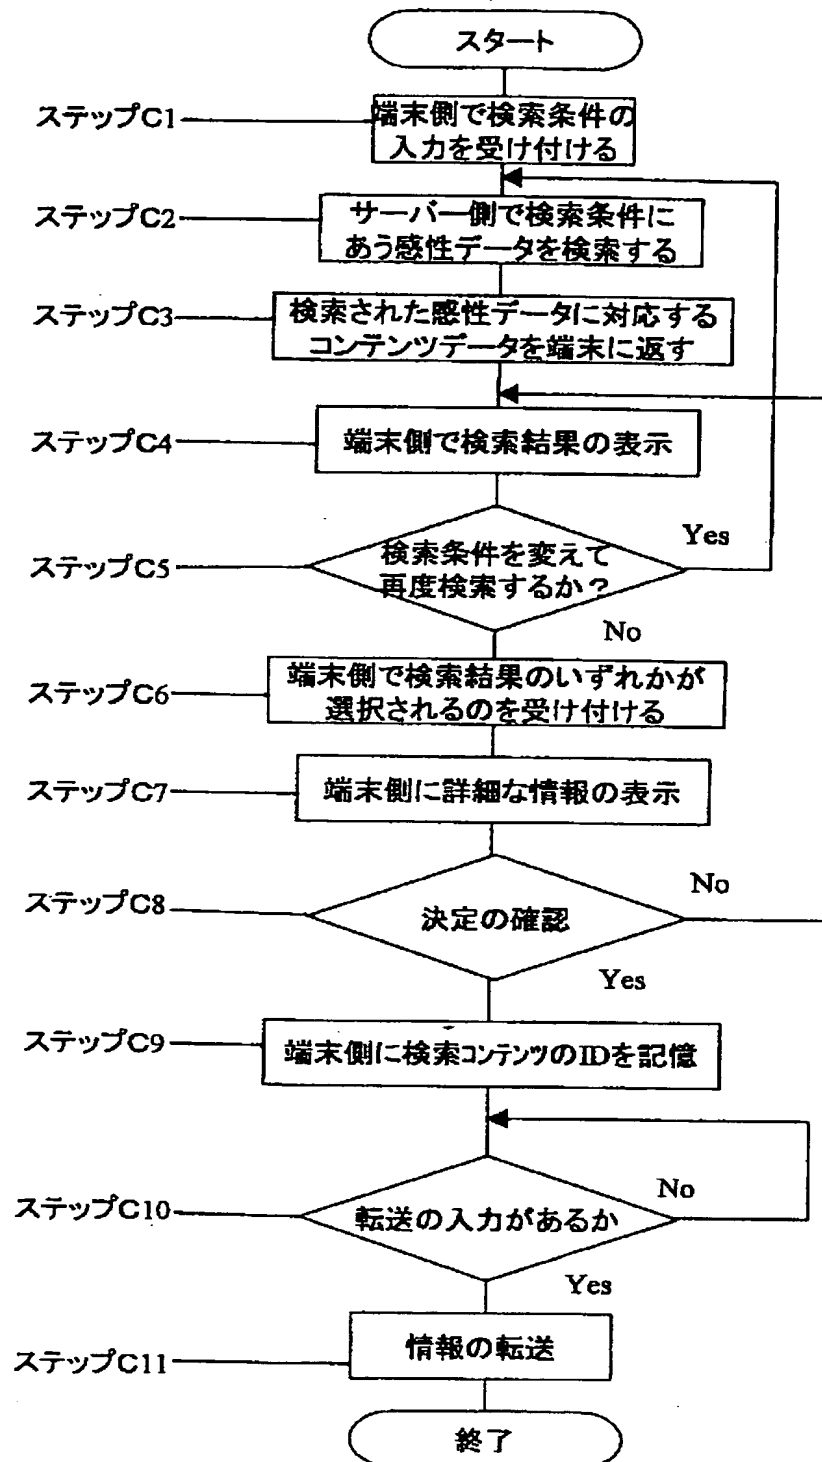 スタート
ステップC1
端末側で検索条件の
入力を受け付ける
ステップC2
サーバー側で検索条件に
あう感性データを検索する
ステップC3
検索された感性データに対応する
コンテンツデータを端末に返す
ステップC4
端末側で検索結果の表示
ステップC5
検索条件を変えて
再度検索するか？
Yes
No
ステップC6
端末側で検索結果のいずれかが
選択されるのを受け付ける
ステップC7
端末側に詳細な情報の表示
ステップC8
決定の確認
No
Yes
ステップC9
端末側に検索コンテンツのIDを記憶
ステップC10
転送の入力があるか
No
Yes
ステップC11
情報の転送
終了